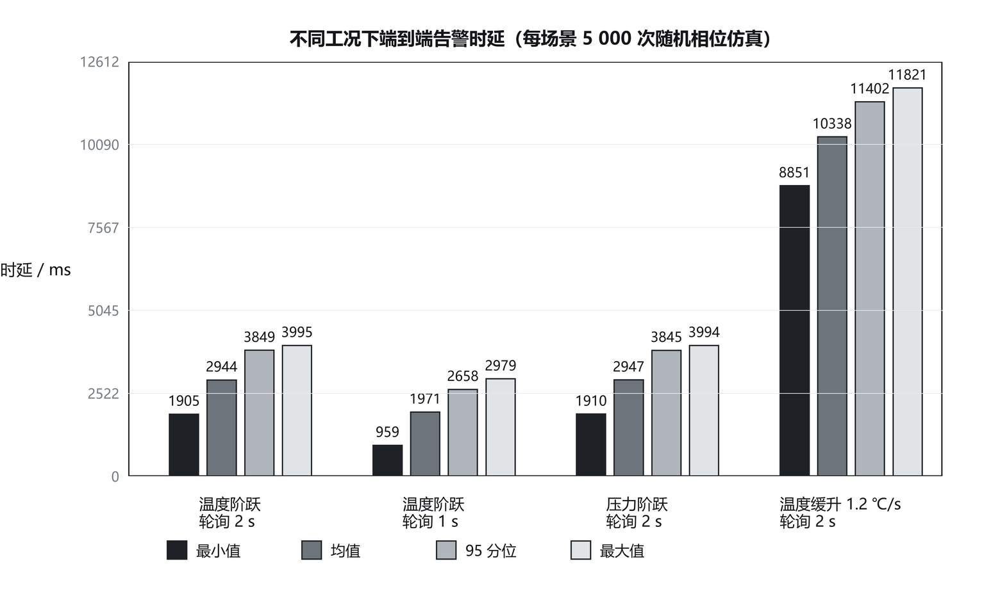 不同工况下端到端告警时延（每场景 5 000 次随机相位仿真）
12612
10090
7567
5045
2522
0
时延 / ms
1905
2944
3849
3995
959
1971
2658
2979
1910
2947
3845
3994
8851
10338
11402
11821
温度阶跃
轮询 2 s
温度阶跃
轮询 1 s
压力阶跃
轮询 2 s
温度缓升 1.2 ℃/s
轮询 2 s
最小值
均值
95 分位
最大值